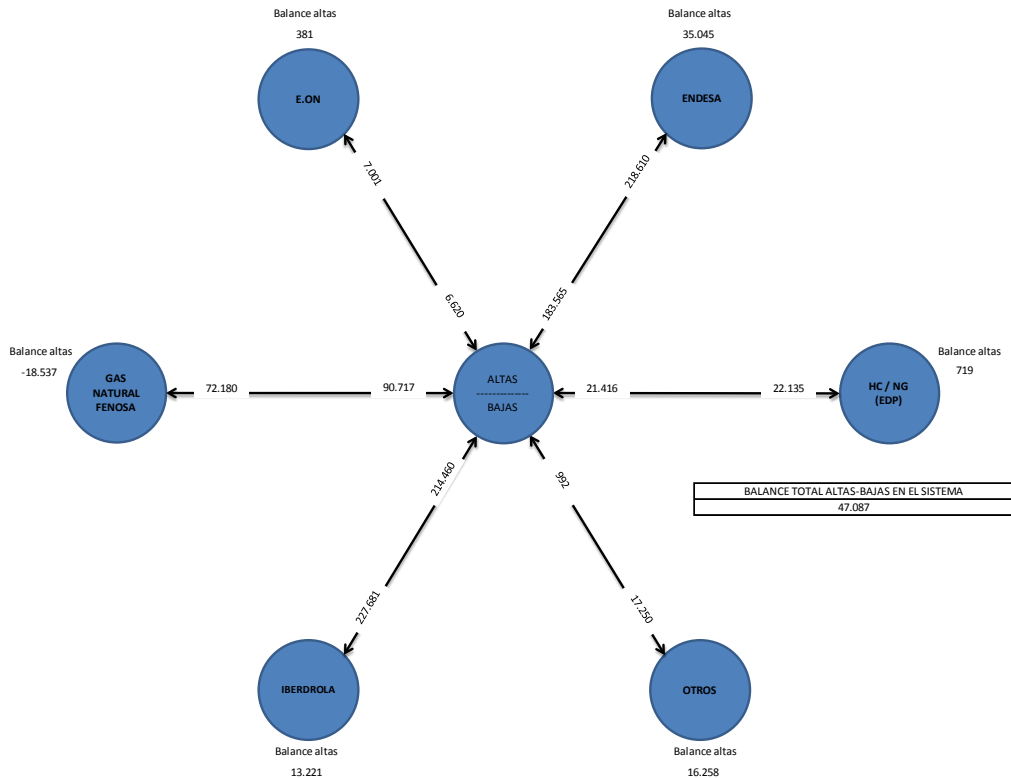 Balance altas
381
E.ON
Balance altas
35.045
ENDESA
7.001
218.610
6.620
183.565
Balance altas
-18.537
GAS
NATURAL
FENOSA
72.180
90.717
ALTAS
--------------
BAJAS
21.416
22.135
HC / NG
(EDP)
Balance altas
719
214.460
992
BALANCE TOTAL ALTAS-BAJAS EN EL SISTEMA
47.087
227.681
17.250
IBERDROLA
Balance altas
13.221
OTROS
Balance altas
16.258